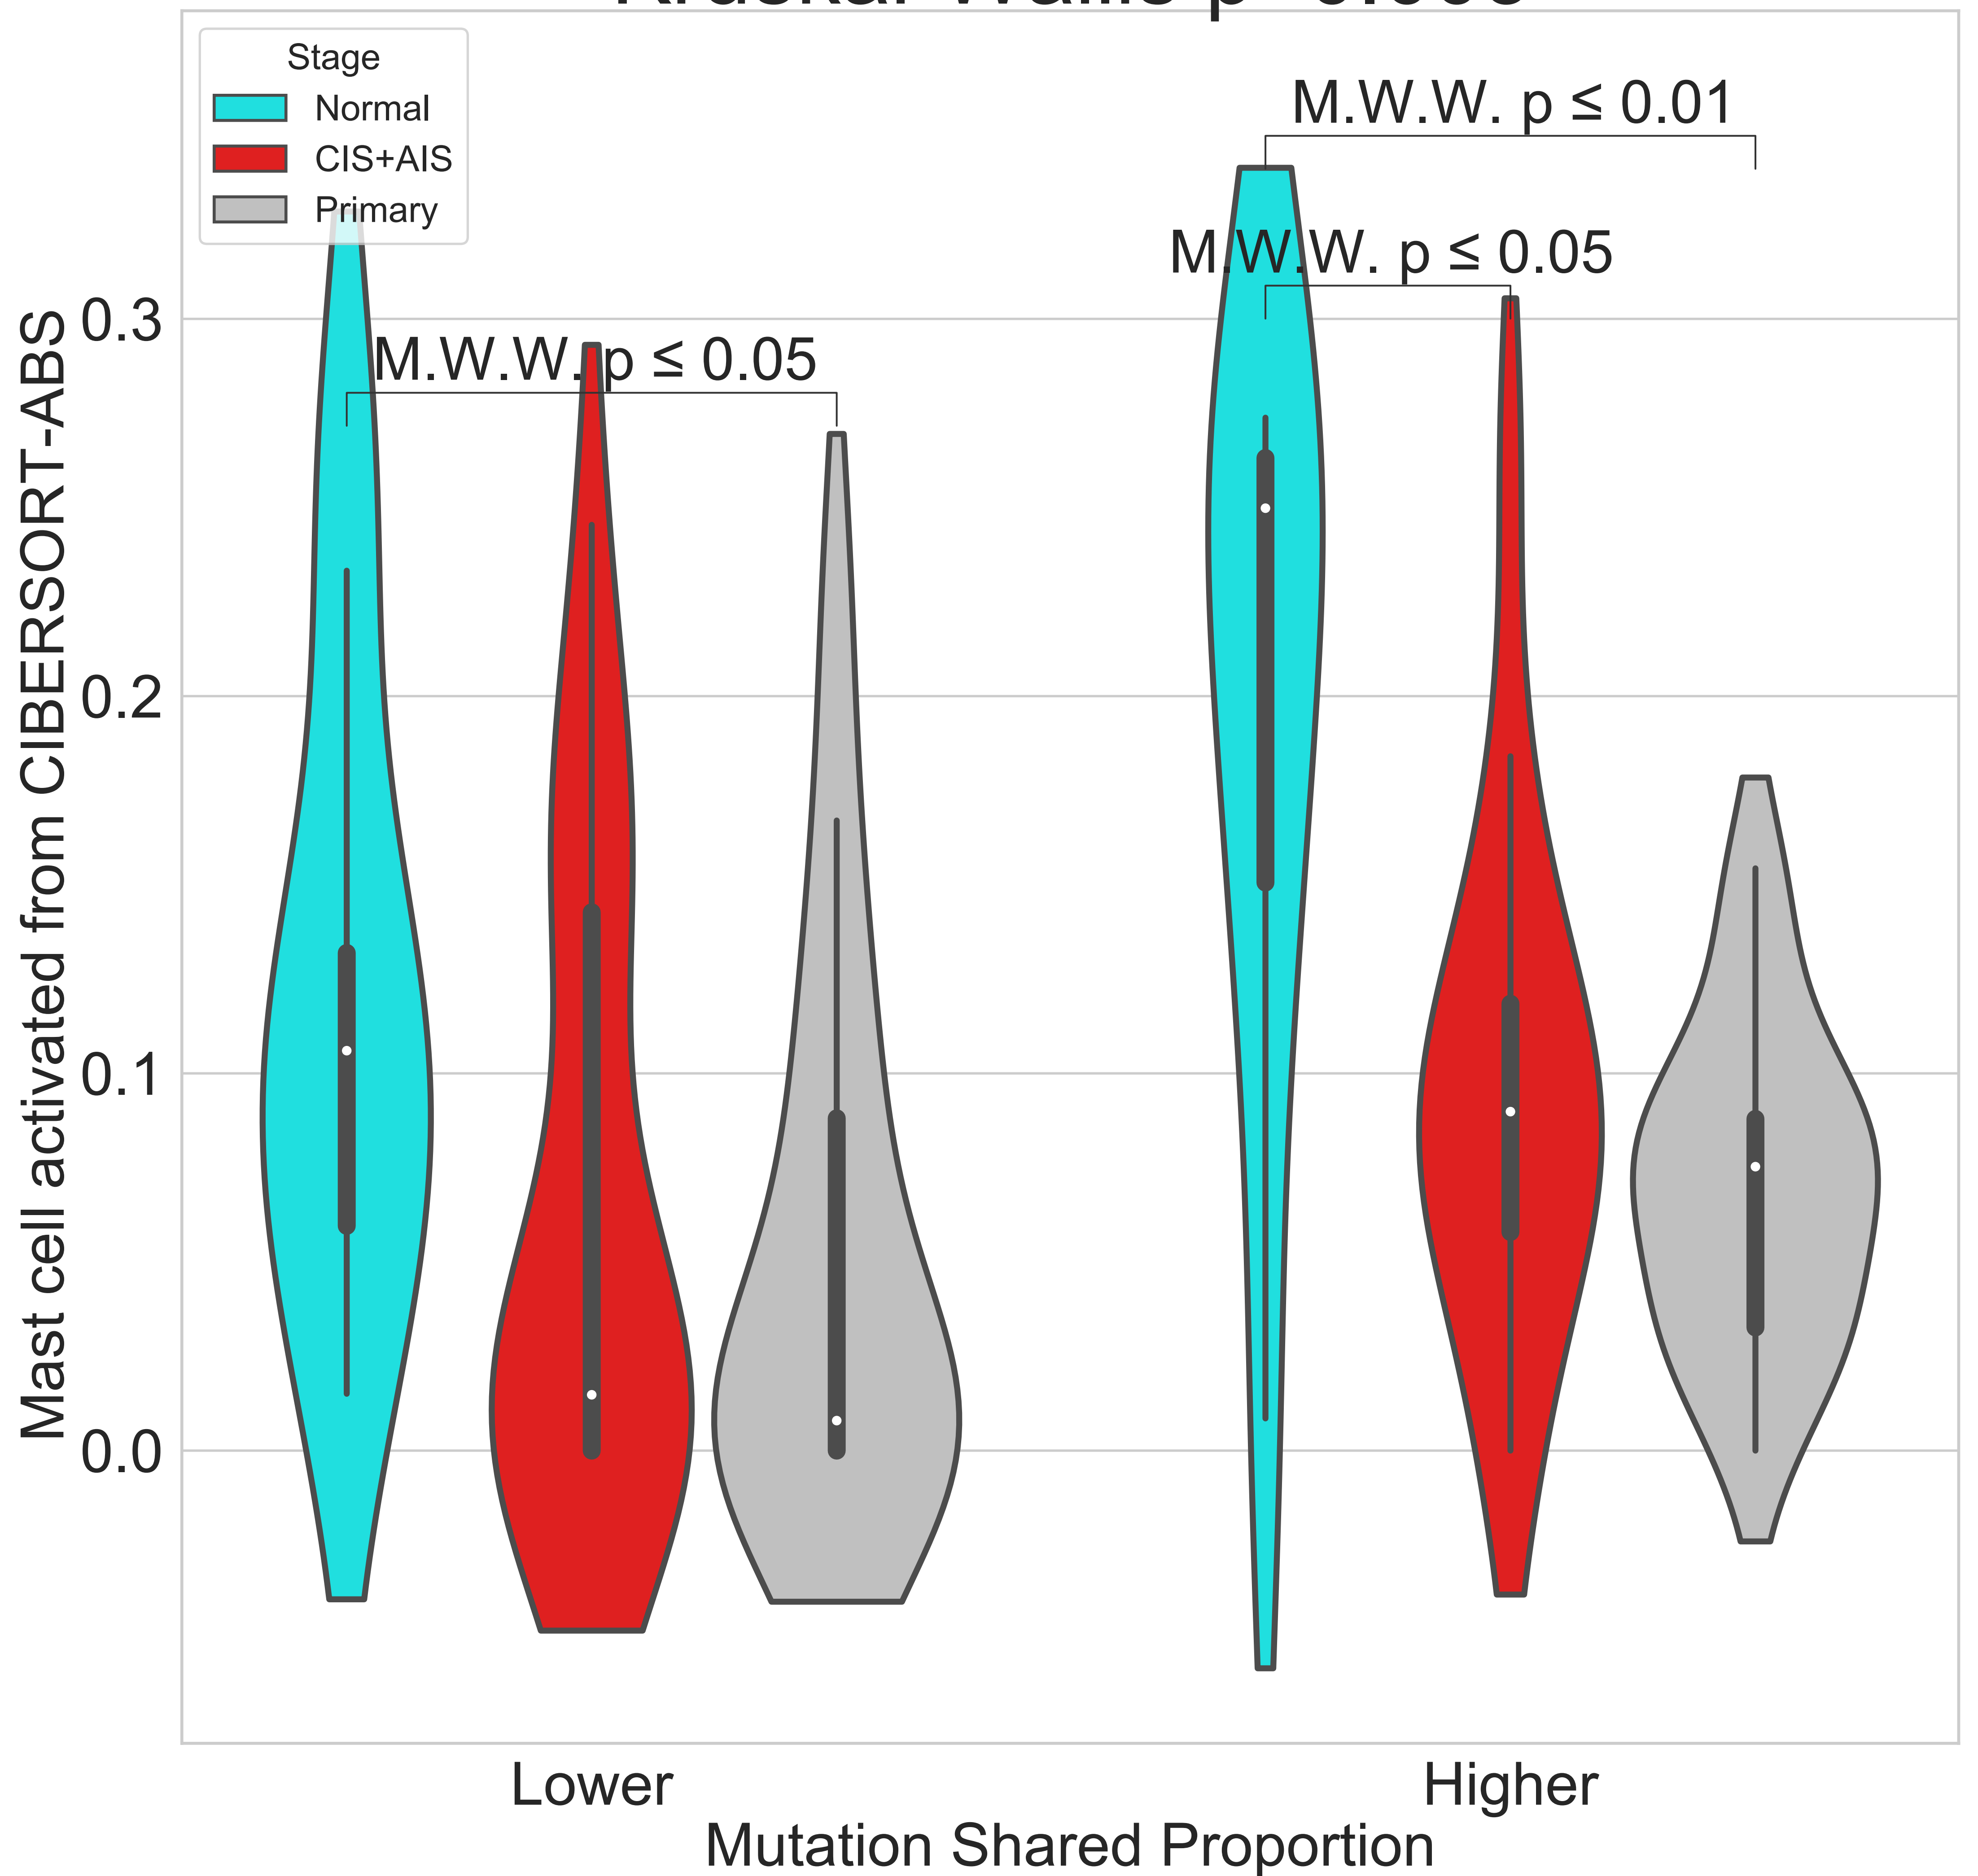 Stage
Normal
CIS+AIS
Primary
M.W.W. p ≤ 0.01
M.W.W. p ≤ 0.05
M.W.W. p ≤ 0.05
Mast cell activated from CIBERSORT-ABS
0.3
0.2
0.1
0.0
Lower
Higher
Mutation Shared Proportion